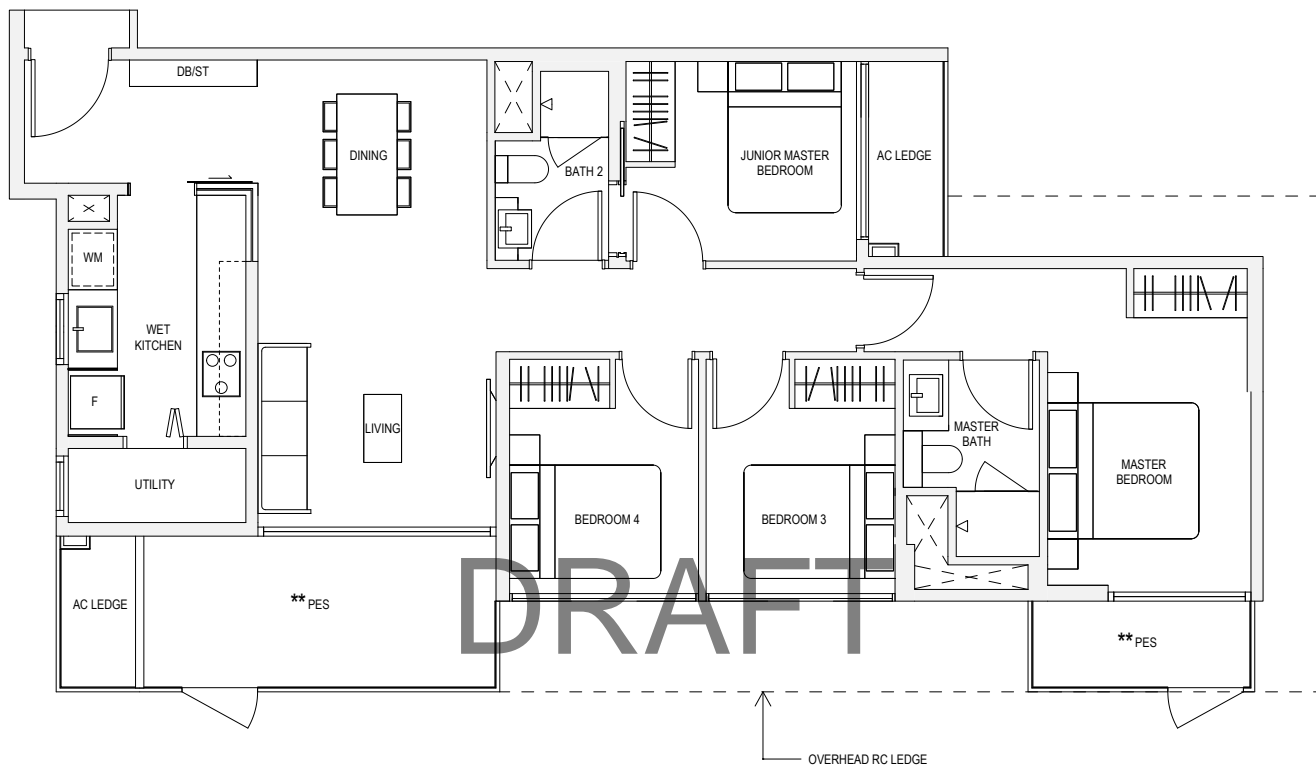 DB/ST
DINING
BATH 2
JUNIOR MASTER
BEDROOM
AC LEDGE
WM
WET
KITCHEN
F
LIVING
UTILITY
MASTER
BATH
MASTER
BEDROOM
BEDROOM 4
BEDROOM 3
AC LEDGE
**PES
DRAFT
**PES
OVERHEAD RC LEDGE